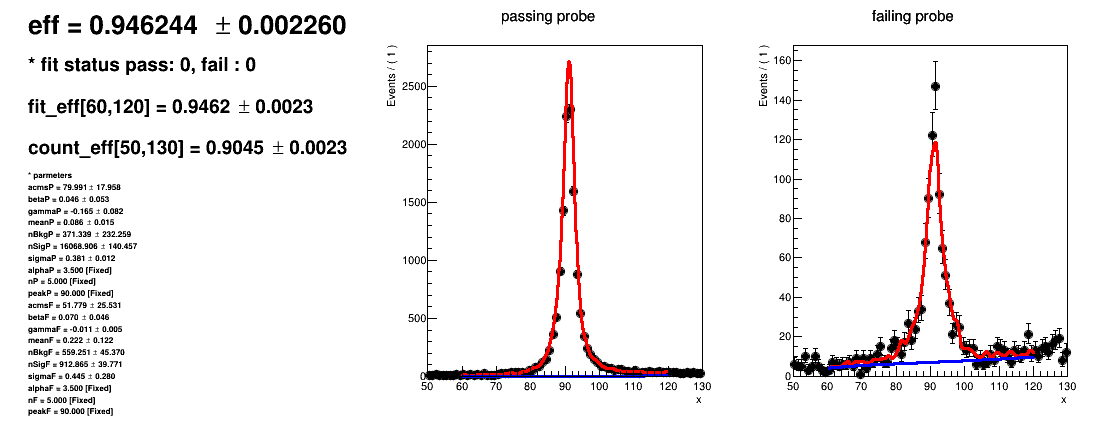 eff = 0.946244 ± 0.002260
* fit status pass: 0, fail : 0
fit_eff[60,120] = 0.9462 ± 0.0023
count_eff[50,130] = 0.9045 ± 0.0023
* parmeters
acmsP = 79.991 ± 17.958
betaP = 0.046 ± 0.053
gammaP = -0.165 ± 0.082
meanP = 0.086 ± 0.015
nBkgP = 371.339 ± 232.259
nSigP = 16068.906 ± 140.457
sigmaP = 0.381 ± 0.012
alphaP = 3.500 [Fixed]
nP = 5.000 [Fixed]
peakP = 90.000 [Fixed]
acmsF = 51.779 ± 25.531
betaF = 0.070 ± 0.046
gammaF = -0.011 ± 0.005
meanF = 0.222 ± 0.122
nBkgF = 559.251 ± 45.370
nSigF = 912.865 ± 39.771
sigmaF = 0.445 ± 0.280
alphaF = 3.500 [Fixed]
nF = 5.000 [Fixed]
peakF = 90.000 [Fixed]
passing probe
Events / ( 1 )
2500
2000
1500
1000
500
0
50 60 70 80 90 100 110 120 130
x
failing probe
Events / ( 1 )
160
140
120
100
80
60
40
20
0
50 60 70 80 90 100 110 120 130
x